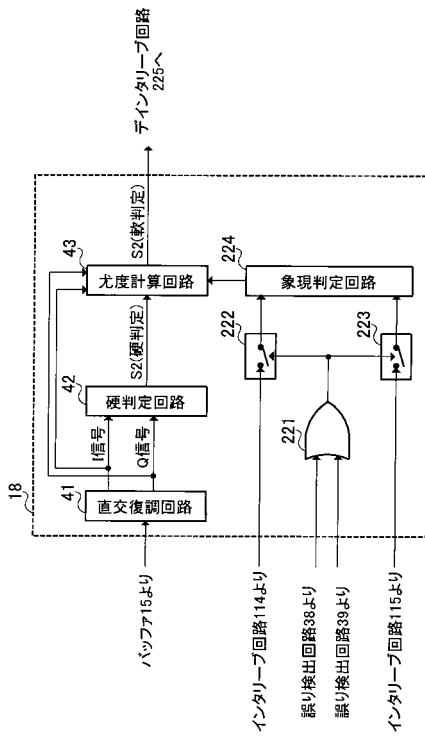 18
バッファ15より
41
直交復調回路
I信号
Q信号
42
硬判定回路
S2(硬判定)
43
尤度計算回路
S2(軟判定)
デインタリーブ回路
225へ
インタリーブ回路114より
222
誤り検出回路38より
誤り検出回路39より
221
インタリーブ回路115より
223
224
象現判定回路